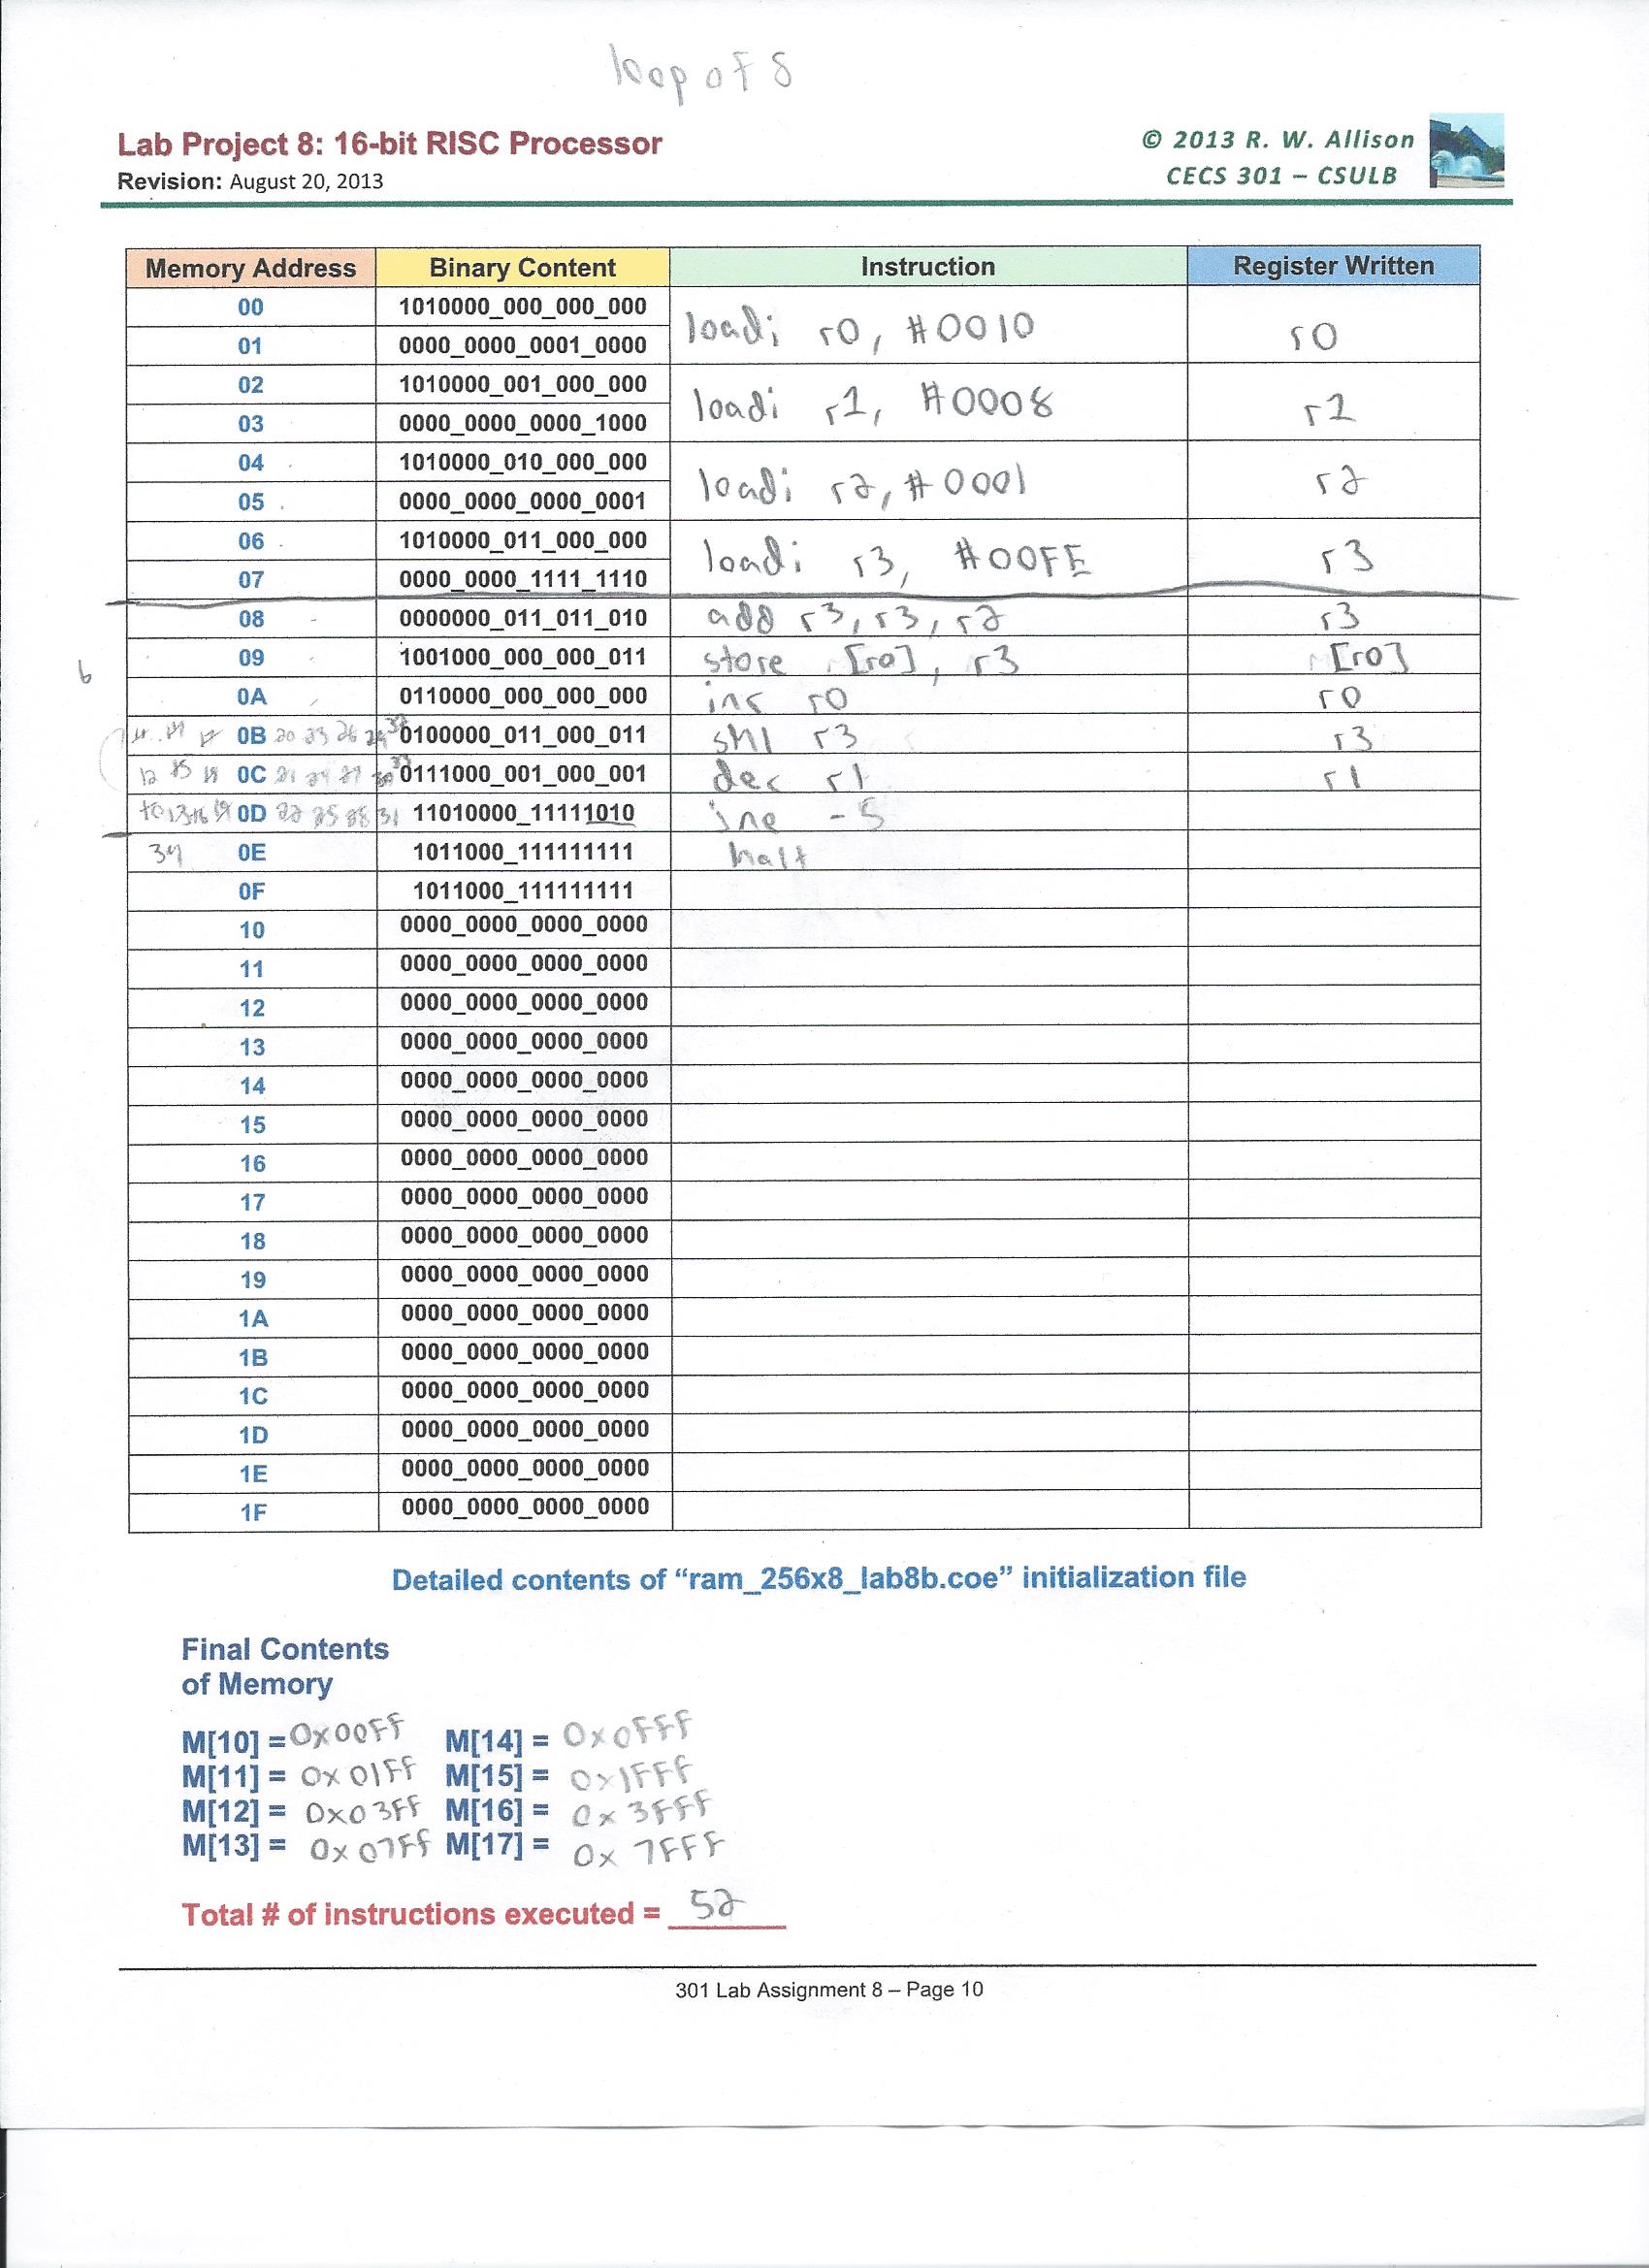 loop of 8
Lab Project 8: 16-bit RISC Processor
© 2013 R. W. Allison
Revision: August 20, 2013
CECS 301 – CSULB
Memory Address Binary Content Instruction Register Written
00 1010000_000_000_000 loadi r0, #0010 r0
01 0000_0000_0001_0000
02 1010000_001_000_000 loadi r1, #0008 r1
03 0000_0000_0000_1000
04 1010000_010_000_000 loadi r2, #0001 r2
05 0000_0000_0000_0001
06 1010000_011_000_000 loadi r3, #00FE r3
07 0000_0000_1111_1110
08 0000000_011_011_010 add r3, r3, r2 r3
09 1001000_000_000_011 store [r0], r3 [r0]
6
0A 0110000_000_000_000 inc r0 r0
0B 20 23 26 0100000_011_000_011 shl r3 r3
12 15 18 0C 21 24 27 30 33 0111000_001_000_001 dec r1 r1
10 13 16 19 0D 22 25 28 31 11010000_11111010 jne -5
34 0E 1011000_111111111 halt
0F 1011000_111111111
10 0000_0000_0000_0000
11 0000_0000_0000_0000
12 0000_0000_0000_0000
13 0000_0000_0000_0000
14 0000_0000_0000_0000
15 0000_0000_0000_0000
16 0000_0000_0000_0000
17 0000_0000_0000_0000
18 0000_0000_0000_0000
19 0000_0000_0000_0000
1A 0000_0000_0000_0000
1B 0000_0000_0000_0000
1C 0000_0000_0000_0000
1D 0000_0000_0000_0000
1E 0000_0000_0000_0000
1F 0000_0000_0000_0000
Detailed contents of “ram_256x8_lab8b.coe” initialization file
Final Contents
of Memory
M[10] = 0x00FF M[14] = 0x0FFF
M[11] = 0x01FF M[15] = 0x1FFF
M[12] = 0x03FF M[16] = 0x3FFF
M[13] = 0x07FF M[17] = 0x7FFF
Total # of instructions executed = 52
301 Lab Assignment 8 – Page 10